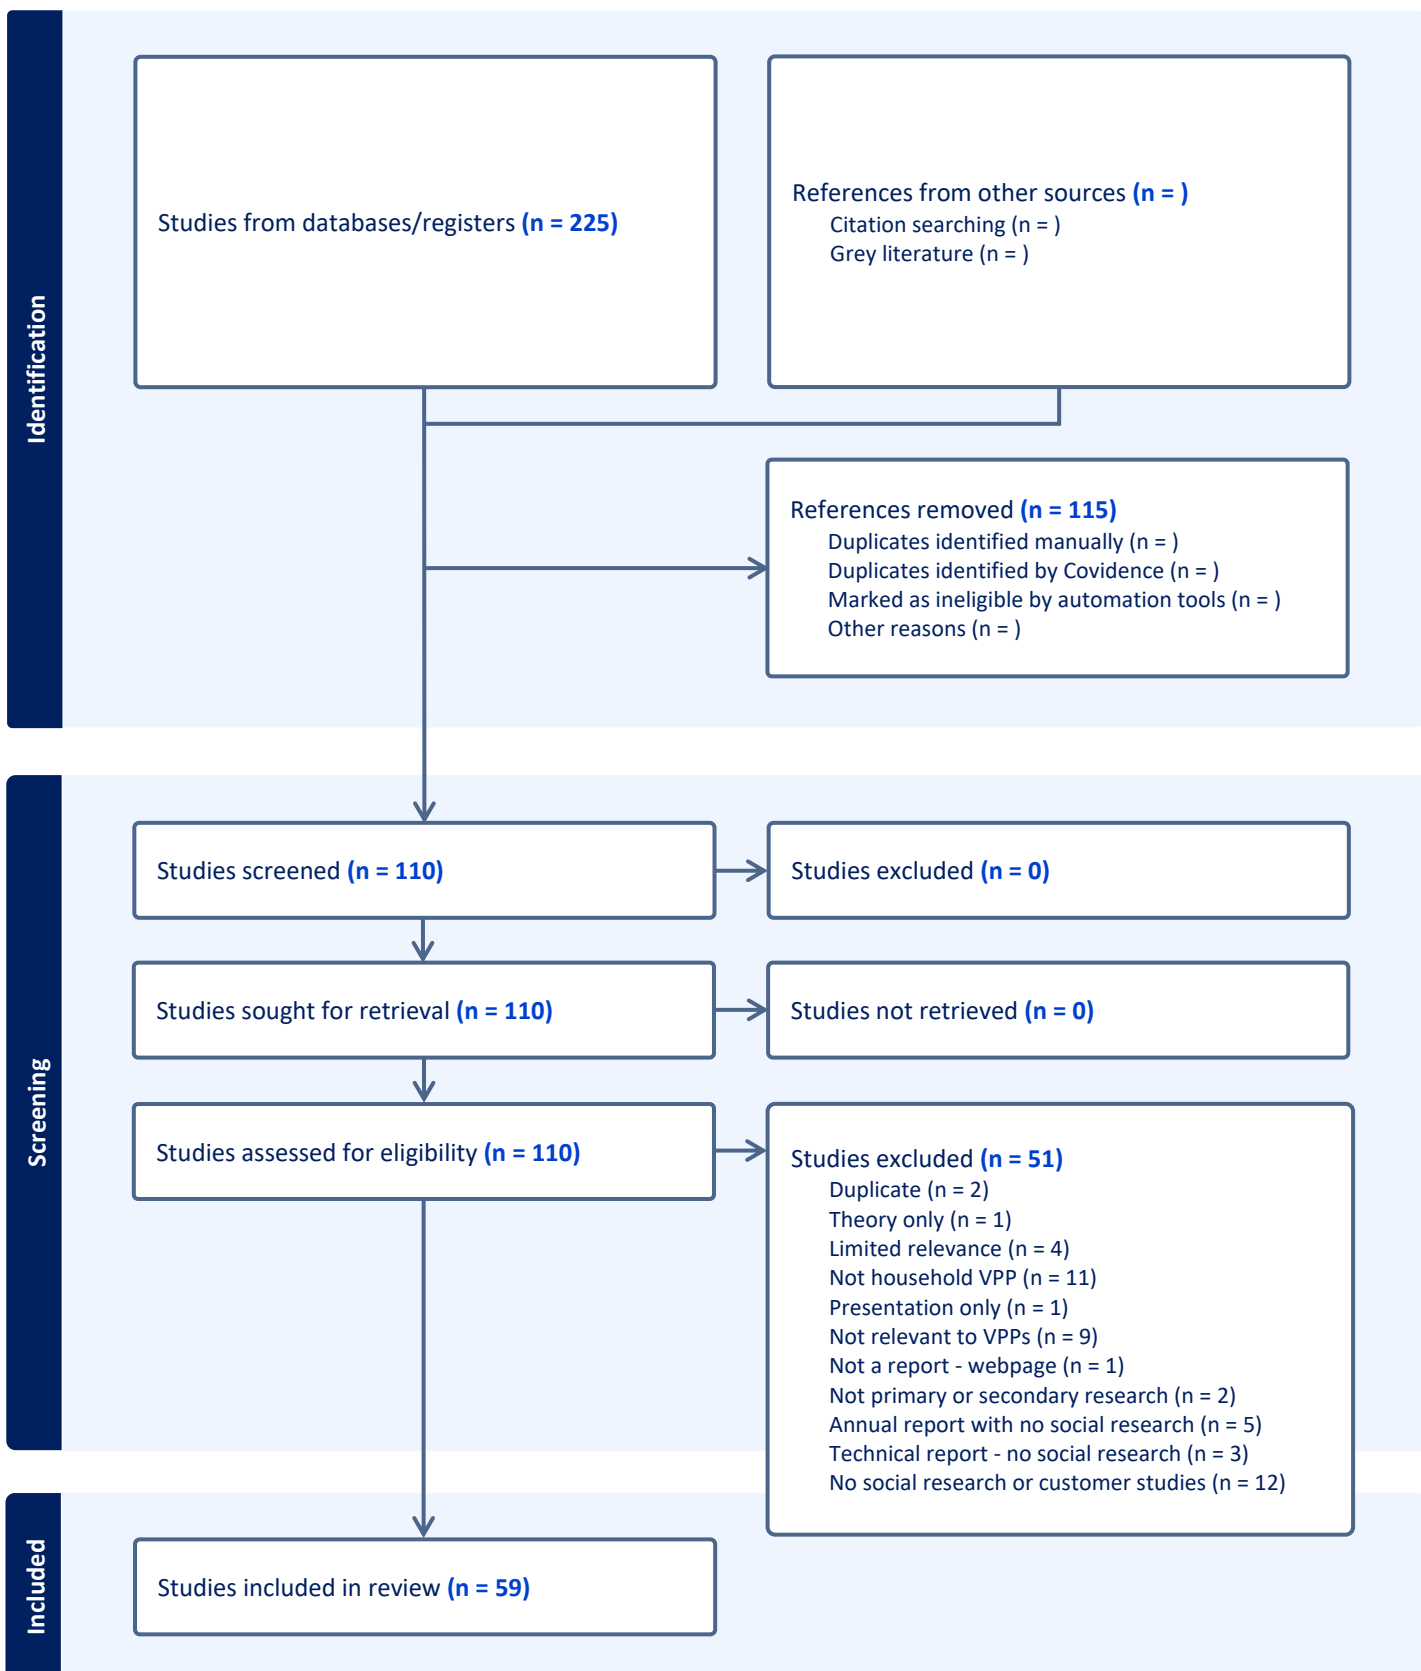 Identification
Studies from databases/registers (n = 225)
References from other sources (n = )
Citation searching (n = )
Grey literature (n = )
References removed (n = 115)
Duplicates identified manually (n = )
Duplicates identified by Covidence (n = )
Marked as ineligible by automation tools (n = )
Other reasons (n = )
Screening
Studies screened (n = 110)
Studies excluded (n = 0)
Studies sought for retrieval (n = 110)
Studies not retrieved (n = 0)
Studies assessed for eligibility (n = 110)
Studies excluded (n = 51)
Duplicate (n = 2)
Theory only (n = 1)
Limited relevance (n = 4)
Not household VPP (n = 11)
Presentation only (n = 1)
Not relevant to VPPs (n = 9)
Not a report - webpage (n = 1)
Not primary or secondary research (n = 2)
Annual report with no social research (n = 5)
Technical report - no social research (n = 3)
No social research or customer studies (n = 12)
Included
Studies included in review (n = 59)